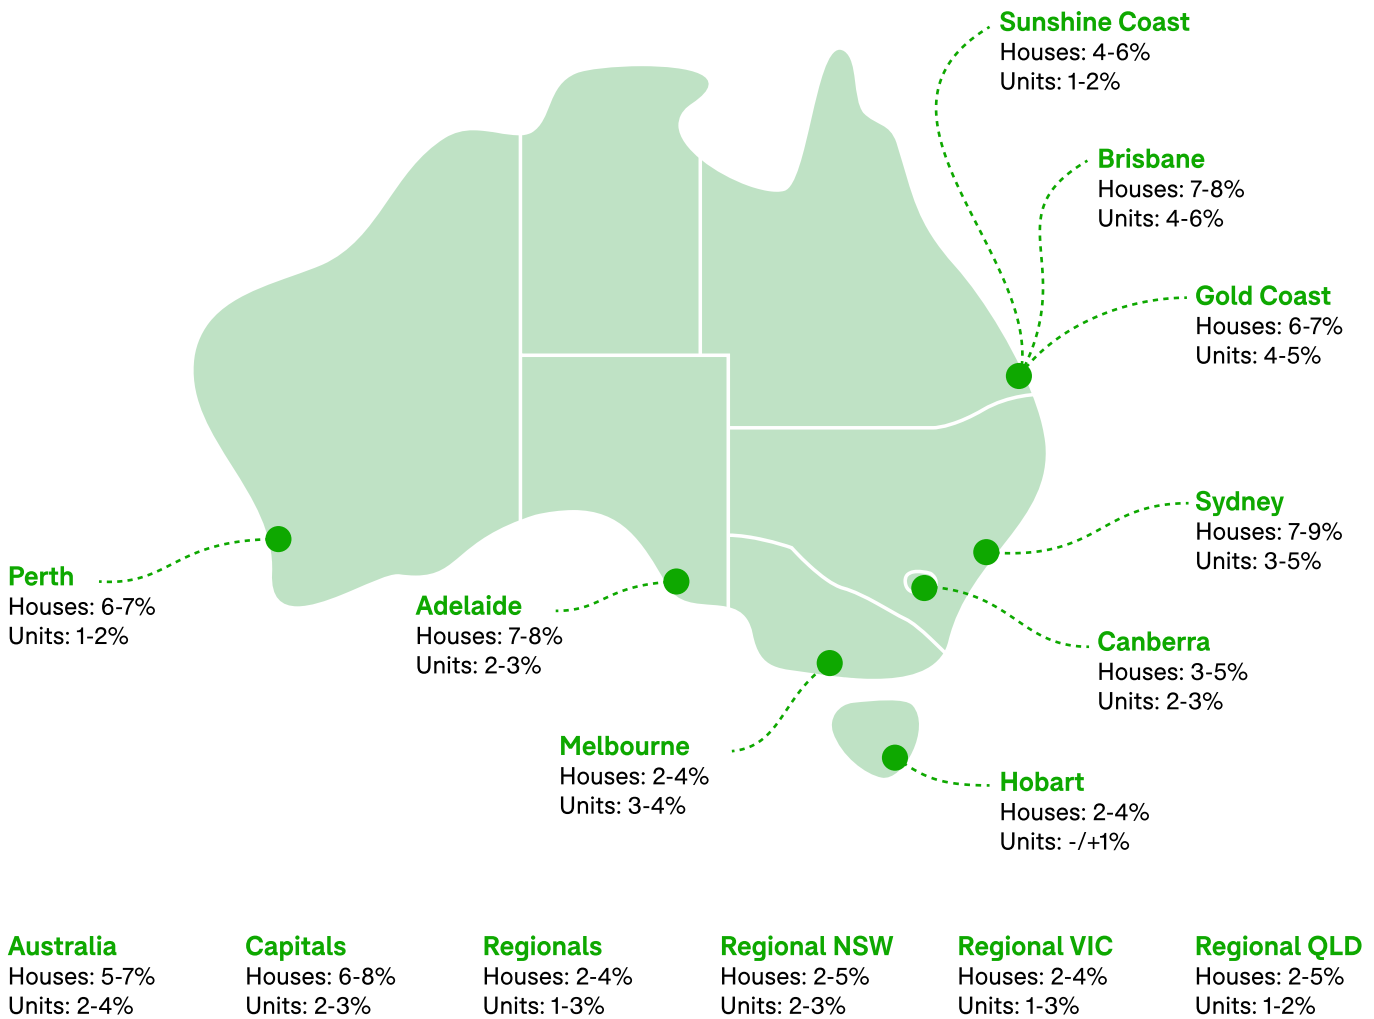 Sunshine Coast
Houses: 4-6%
Units: 1-2%
Brisbane
Houses: 7-8%
Units: 4-6%
Gold Coast
Houses: 6-7%
Units: 4-5%
Sydney
Houses: 7-9%
Units: 3-5%
Perth
Houses: 6-7%
Units: 1-2%
Adelaide
Houses: 7-8%
Units: 2-3%
Canberra
Houses: 3-5%
Units: 2-3%
Melbourne
Houses: 2-4%
Units: 3-4%
Hobart
Houses: 2-4%
Units: -/+1%
Australia
Houses: 5-7%
Units: 2-4%
Capitals
Houses: 6-8%
Units: 2-3%
Regionals
Houses: 2-4%
Units: 1-3%
Regional NSW
Houses: 2-5%
Units: 2-3%
Regional VIC
Houses: 2-4%
Units: 1-3%
Regional QLD
Houses: 2-5%
Units: 1-2%